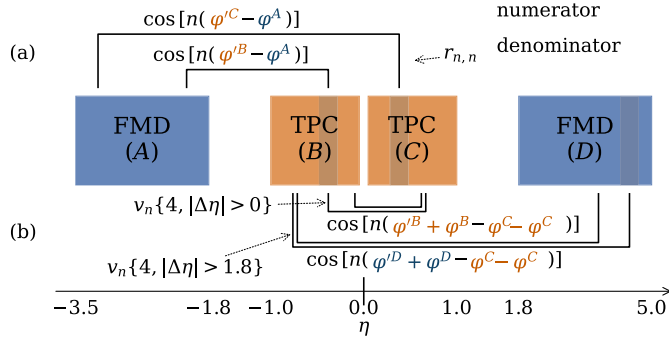 cos [n( φ′ᶜ − φᴬ)] numerator
(a) cos [n( φ′ᴮ − φᴬ)] rₙ,ₙ denominator
FMD TPC TPC FMD
(A) (B) (C) (D)
vₙ{4, |Δη| > 0}
(b) cos [n( φ′ᴮ + φᴮ − φᶜ − φᶜ )]
vₙ{4, |Δη| > 1.8} cos [n( φ′ᴰ + φᴰ − φᶜ − φᶜ )]
−3.5 −1.8 −1.0 0.0 1.0 1.8 5.0
η